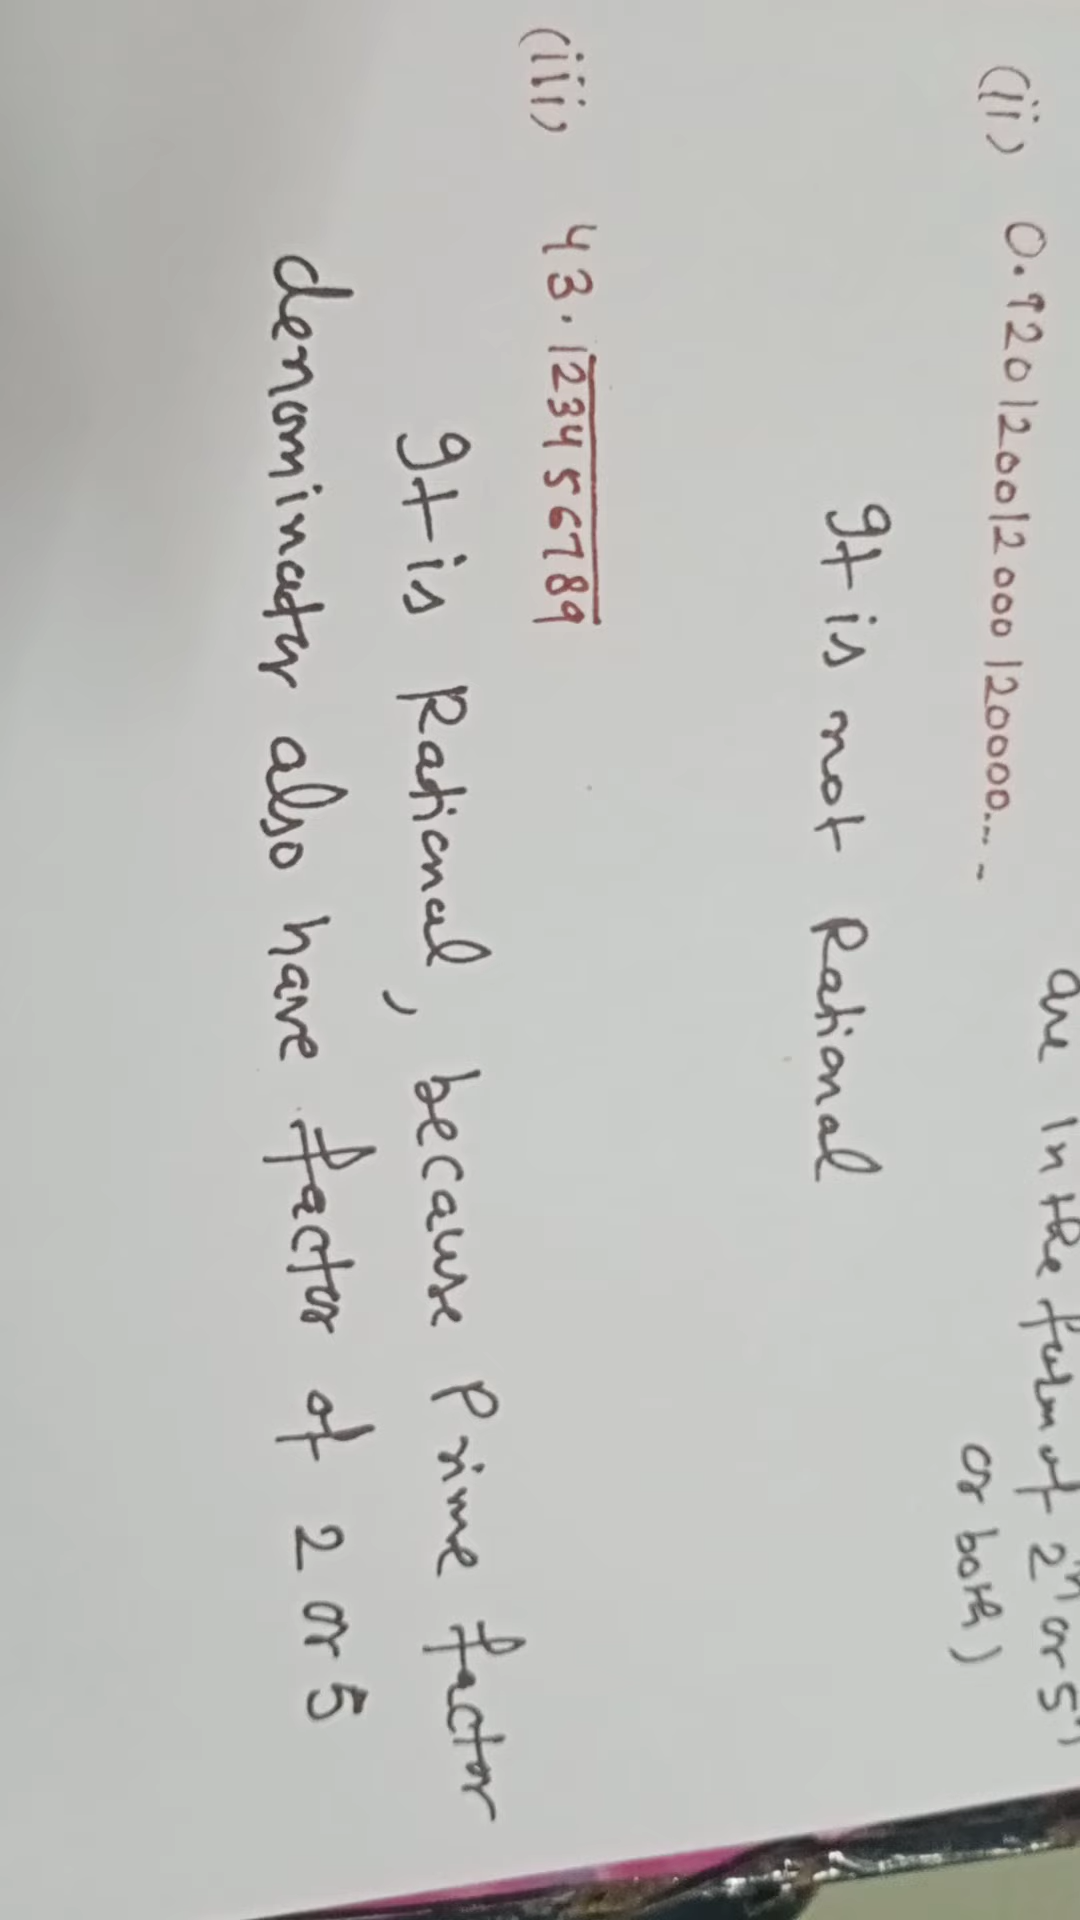 are in the form of 2ⁿ or 5ⁿ
or both)
(ii) 0.120120012000120000....
It is not Rational
(iii) 43.123456789
It is Rational, because Prime factor
denominator also have factor of 2 or 5